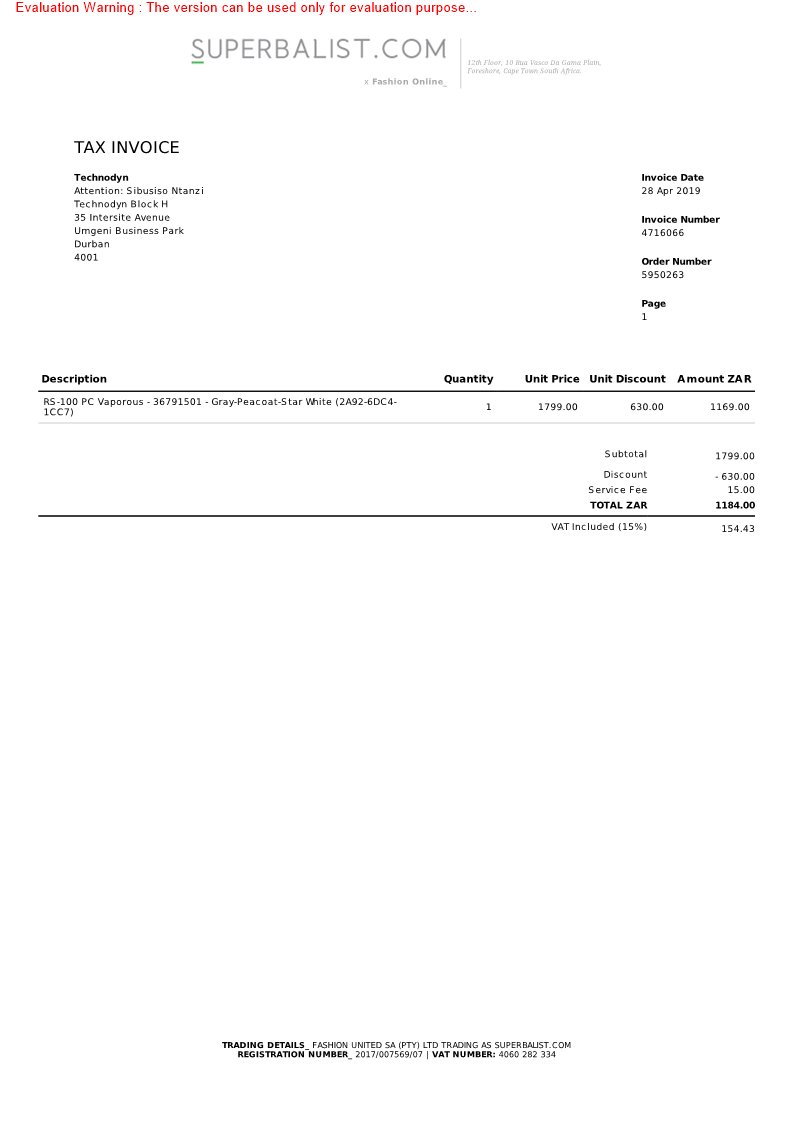 Evaluation Warning : The version can be used only for evaluation purpose...
SUPERBALIST.COM
x Fashion Online_
12th Floor, 10 Rua Vasco Da Gama Plain,
Foreshore, Cape Town South Africa.
TAX INVOICE
Technodyn
Attention: Sibusiso Ntanzi
Technodyn Block H
35 Intersite Avenue
Umgeni Business Park
Durban
4001
Invoice Date
28 Apr 2019
Invoice Number
4716066
Order Number
5950263
Page
1
Description Quantity Unit Price Unit Discount Amount ZAR
RS-100 PC Vaporous - 36791501 - Gray-Peacoat-Star White (2A92-6DC4-
1CC7) 1 1799.00 630.00 1169.00
Subtotal 1799.00
Discount - 630.00
Service Fee 15.00
TOTAL ZAR 1184.00
VAT Included (15%) 154.43
TRADING DETAILS_ FASHION UNITED SA (PTY) LTD TRADING AS SUPERBALIST.COM
REGISTRATION NUMBER_ 2017/007569/07 | VAT NUMBER: 4060 282 334